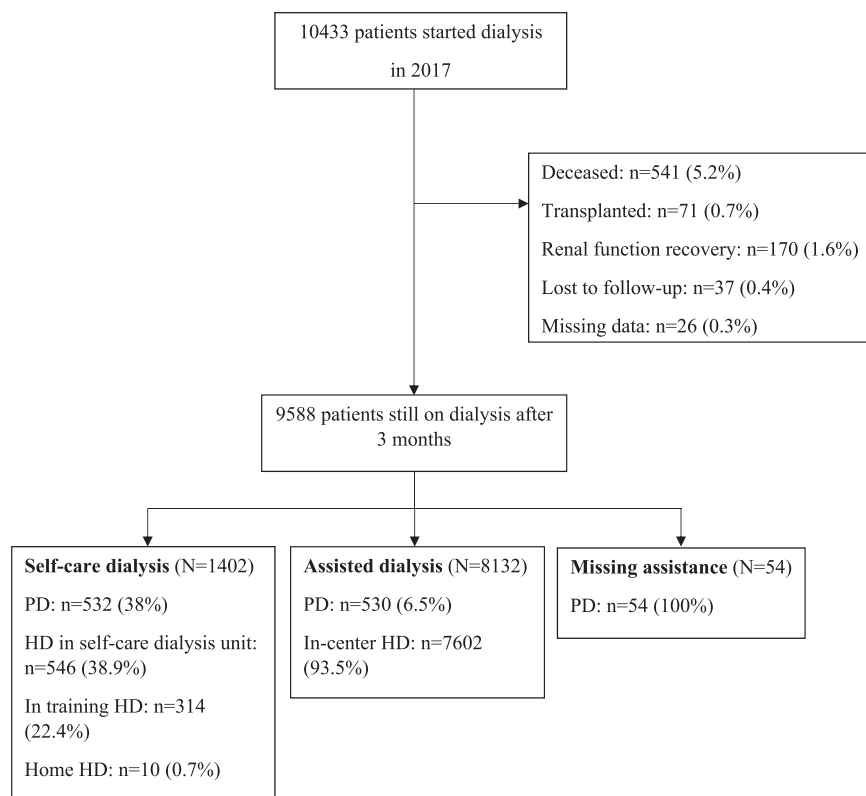 10433 patients started dialysis
in 2017
Deceased: n=541 (5.2%)
Transplanted: n=71 (0.7%)
Renal function recovery: n=170 (1.6%)
Lost to follow-up: n=37 (0.4%)
Missing data: n=26 (0.3%)
9588 patients still on dialysis after
3 months
Self-care dialysis (N=1402)
PD: n=532 (38%)
HD in self-care dialysis unit:
n=546 (38.9%)
In training HD: n=314
(22.4%)
Home HD: n=10 (0.7%)
Assisted dialysis (N=8132)
PD: n=530 (6.5%)
In-center HD: n=7602
(93.5%)
Missing assistance (N=54)
PD: n=54 (100%)